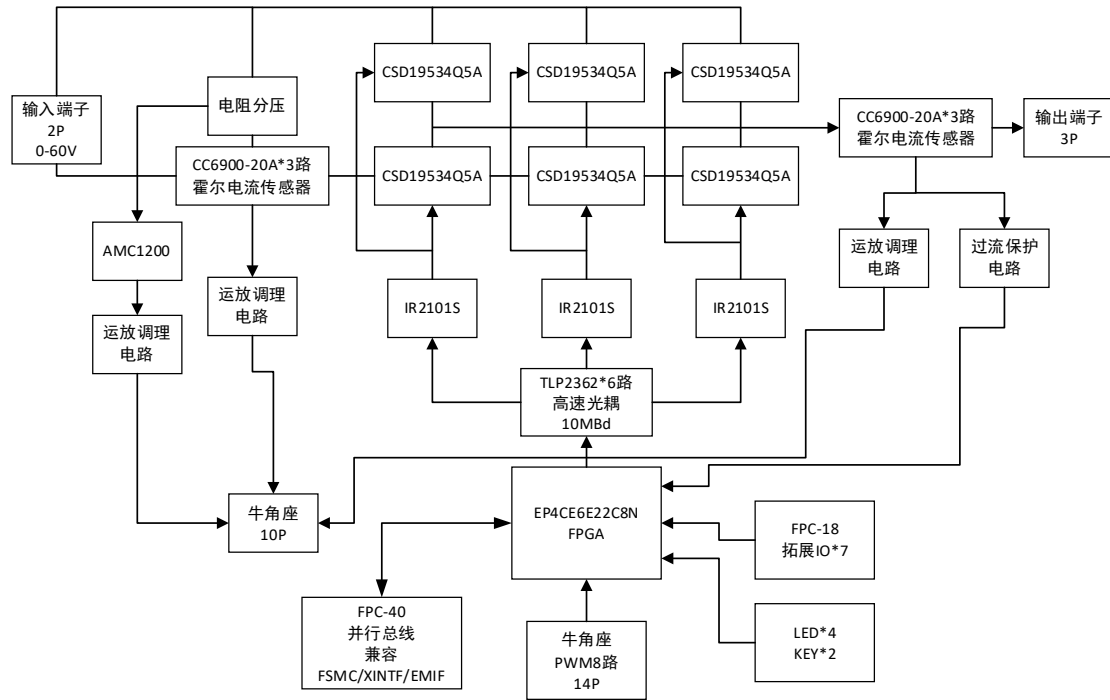 CSD19534Q5A
CSD19534Q5A
CSD19534Q5A
输入端子
2P
0-60V
电阻分压
CC6900-20A*3路
霍尔电流传感器
输出端子
3P
CC6900-20A*3路
霍尔电流传感器
CSD19534Q5A
CSD19534Q5A
CSD19534Q5A
AMC1200
运放调理
电路
过流保护
电路
运放调理
电路
IR2101S
IR2101S
IR2101S
运放调理
电路
TLP2362*6路
高速光耦
10MBd
牛角座
10P
EP4CE6E22C8N
FPGA
FPC-18
拓展IO*7
FPC-40
并行总线
兼容
FSMC/XINTF/EMIF
牛角座
PWM8路
14P
LED*4
KEY*2